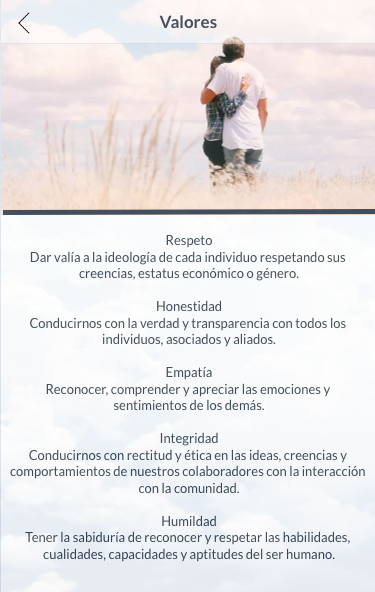 Valores
Respeto
Dar valía a la ideología de cada individuo respetando sus
creencias, estatus económico o género.
Honestidad
Conducirnos con la verdad y transparencia con todos los
individuos, asociados y aliados.
Empatía
Reconocer, comprender y apreciar las emociones y
sentimientos de los demás.
Integridad
Conducirnos con rectitud y ética en las ideas, creencias y
comportamientos de nuestros colaboradores con la interacción
con la comunidad.
Humildad
Tener la sabiduría de reconocer y respetar las habilidades,
cualidades, capacidades y aptitudes del ser humano.